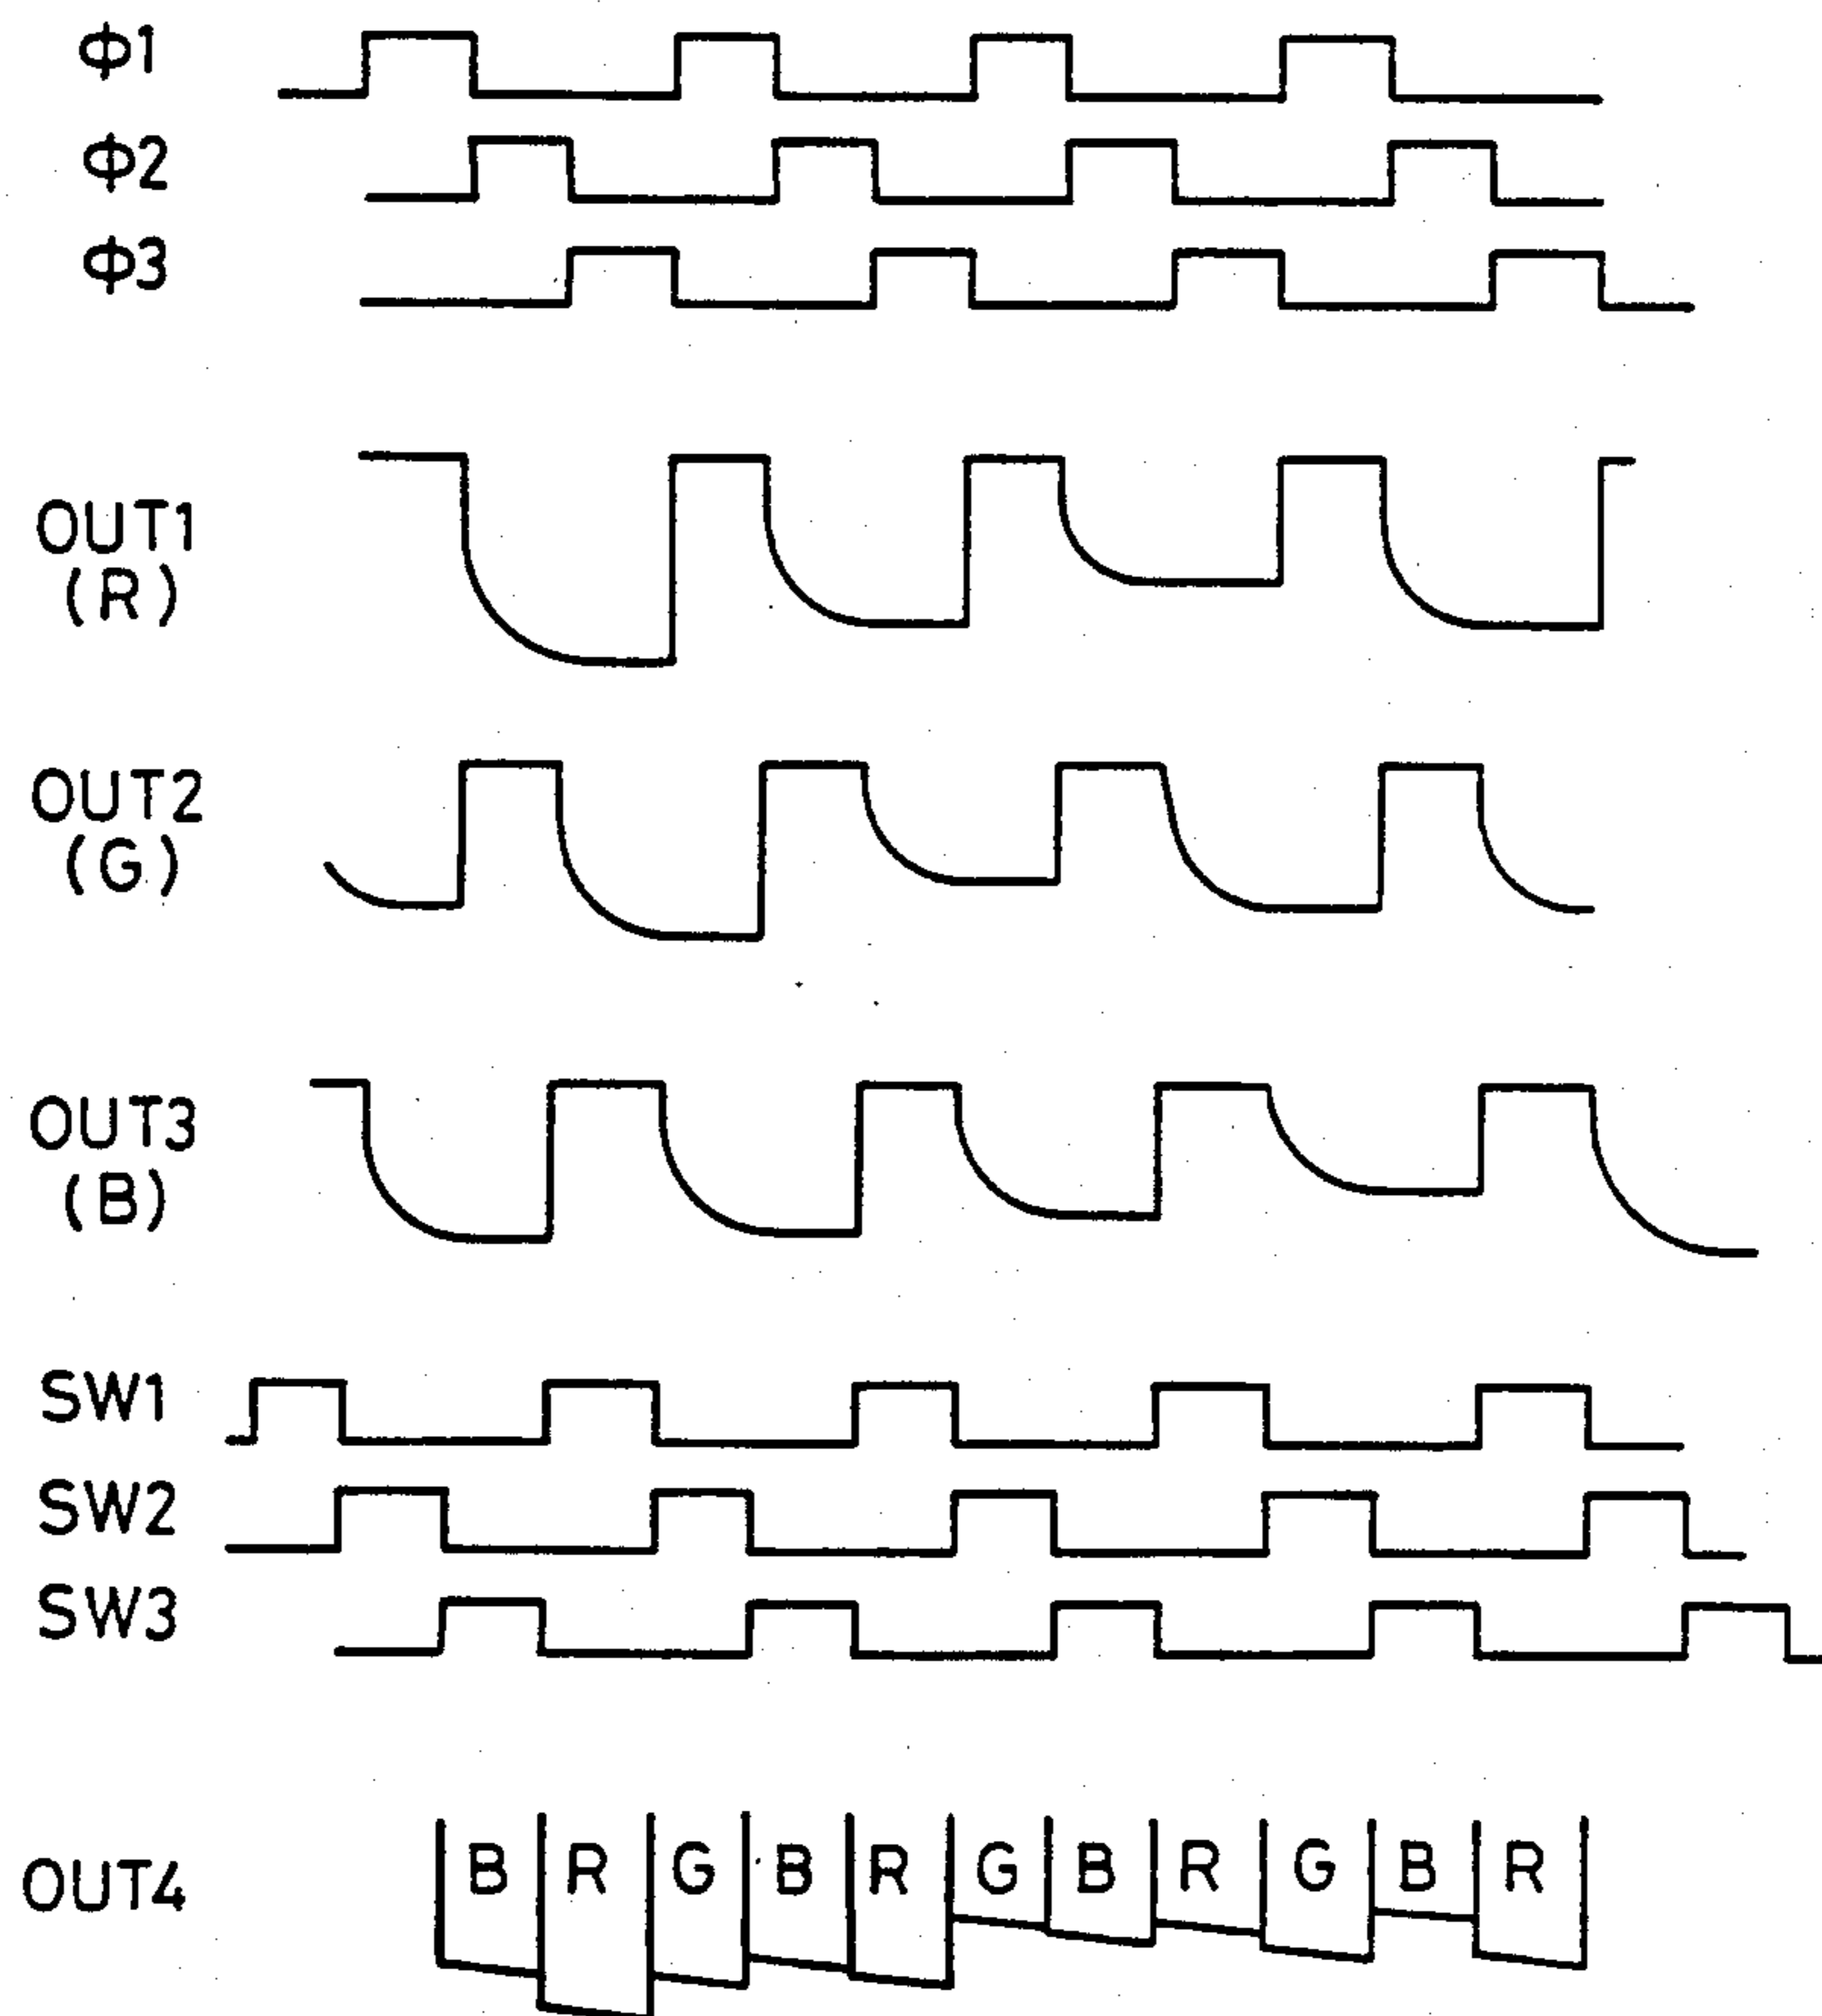 Φ1
Φ2
Φ3
OUT1
(R)
OUT2
(G)
OUT3
(B)
SW1
SW2
SW3
OUT4 B R G B R G B R G B R